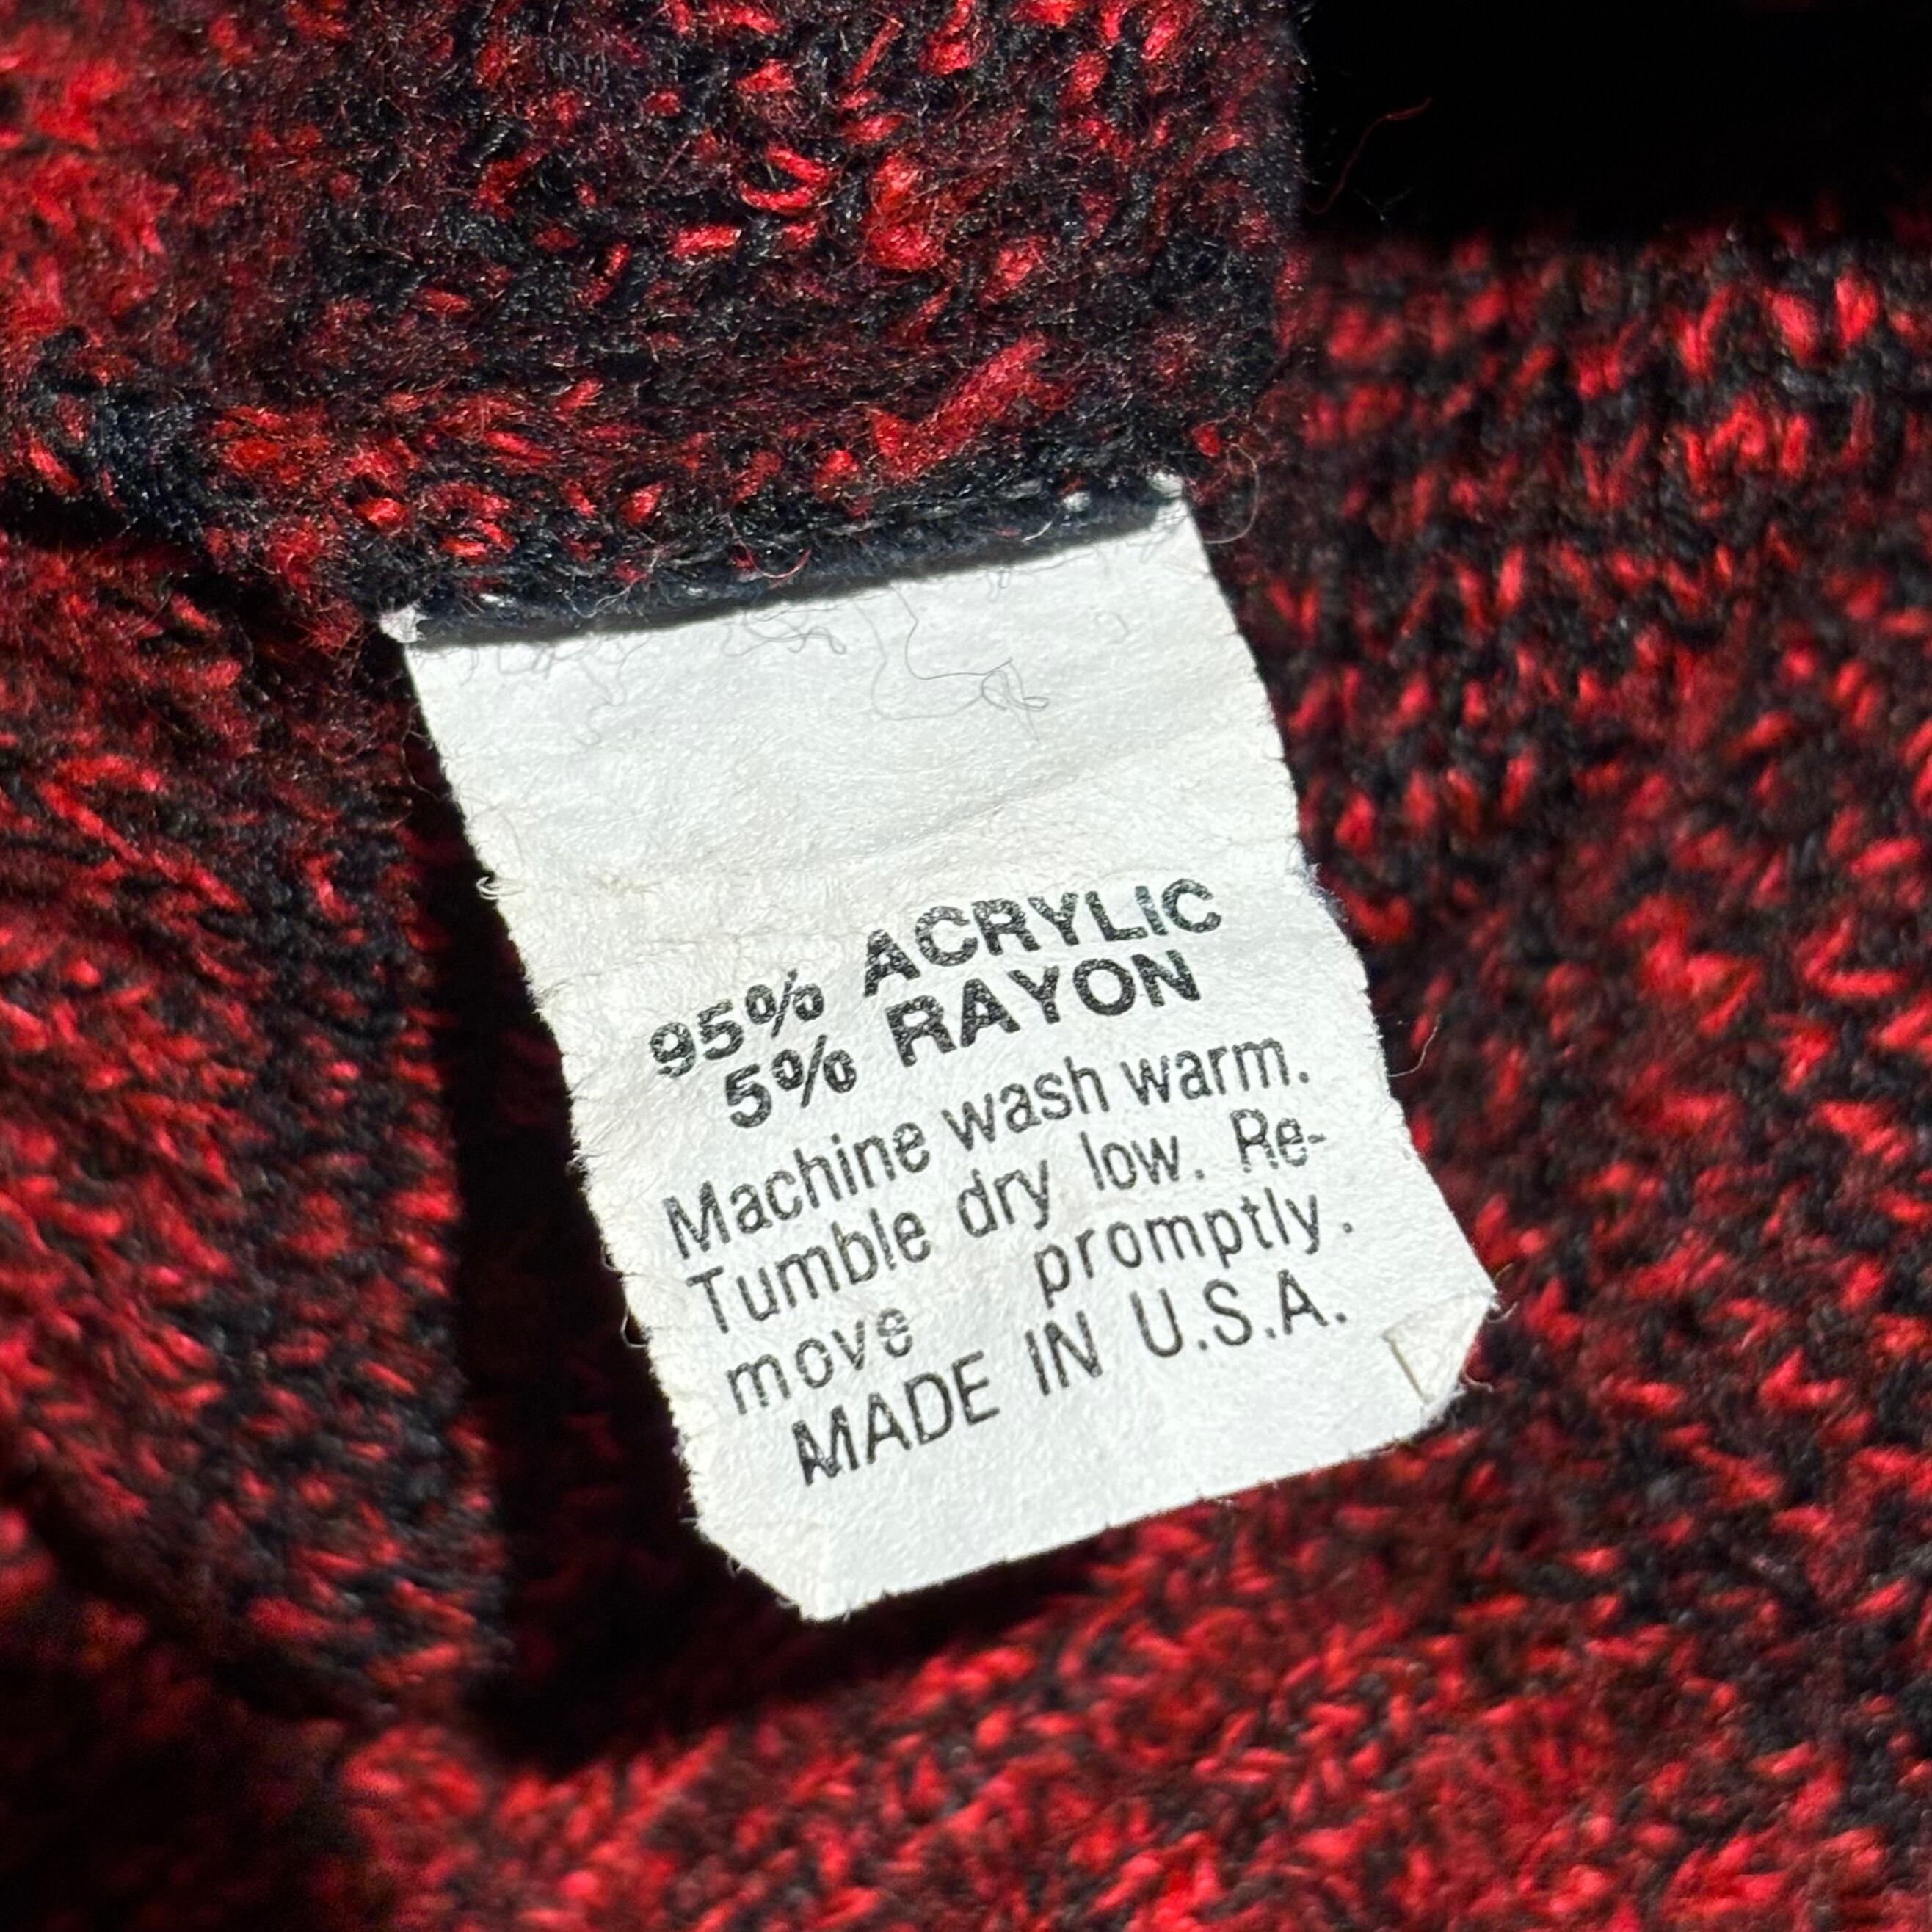 95% ACRYLIC
5% RAYON
Machine wash warm.
Tumble dry low. Re-
move promptly.
MADE IN U.S.A.